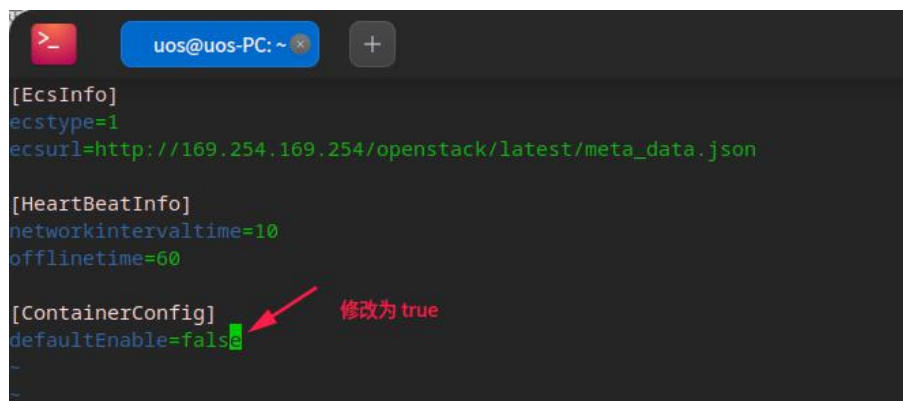 >_
uos@uos-PC: ~
[EcsInfo]
ecstype=1
ecsurl=http://169.254.169.254/openstack/latest/meta_data.json
[HeartBeatInfo]
networkintervaltime=10
offlinetime=60
[ContainerConfig]
修改为 true
defaultEnable=false
~
~